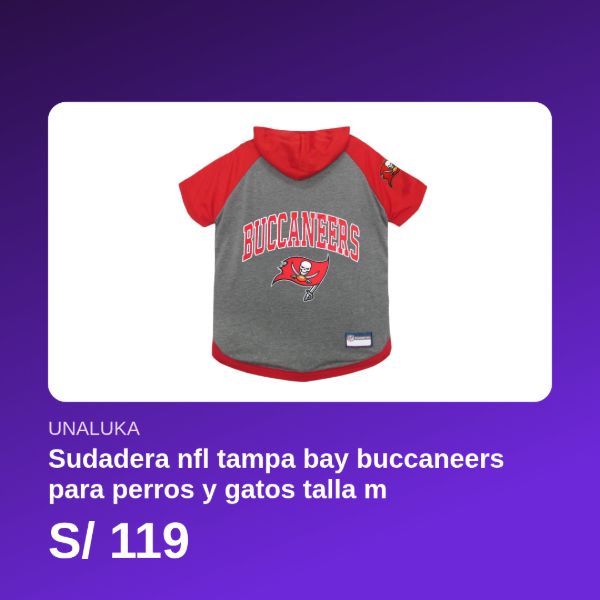 BUCCANEERS
UNALUKA
Sudadera nfl tampa bay buccaneers
para perros y gatos talla m
S/ 119